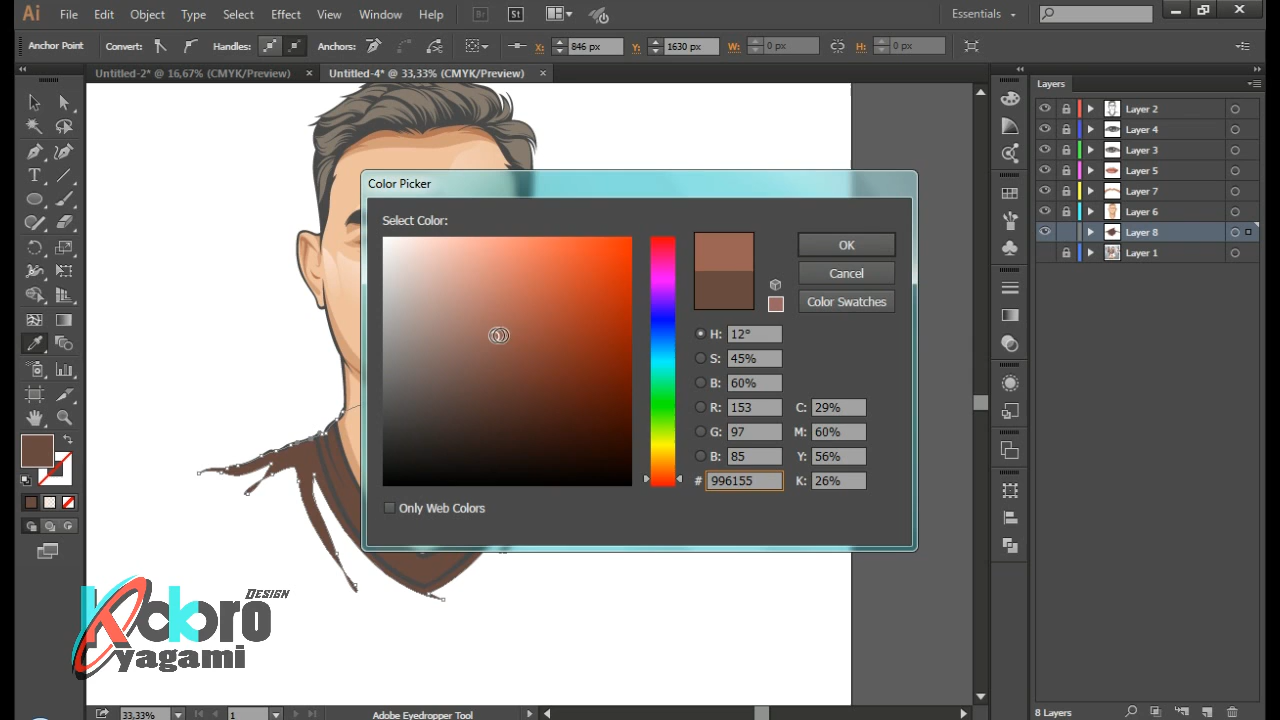 Ai File Edit Object Type Select Effect View Window Help Br St Essentials
Anchor Point Convert: Handles: Anchors: X: 846 px Y: 1630 px W: 0 px H: 0 px
Untitled-2* @ 16,67% (CMYK/Preview) × Untitled-4* @ 33,33% (CMYK/Preview) ×
Layers
Layer 2
Layer 4
Layer 3
Layer 5
Layer 7
Layer 6
Layer 8
Layer 1
Color Picker
Select Color:
OK
Cancel
Color Swatches
H: 12°
S: 45%
B: 60%
R: 153 C: 29%
G: 97 M: 60%
B: 85 Y: 56%
# 996155 K: 26%
Only Web Colors
DESIGN
Kokoro
yagami
33,33% 1 Adobe Eyedropper Tool
8 Layers